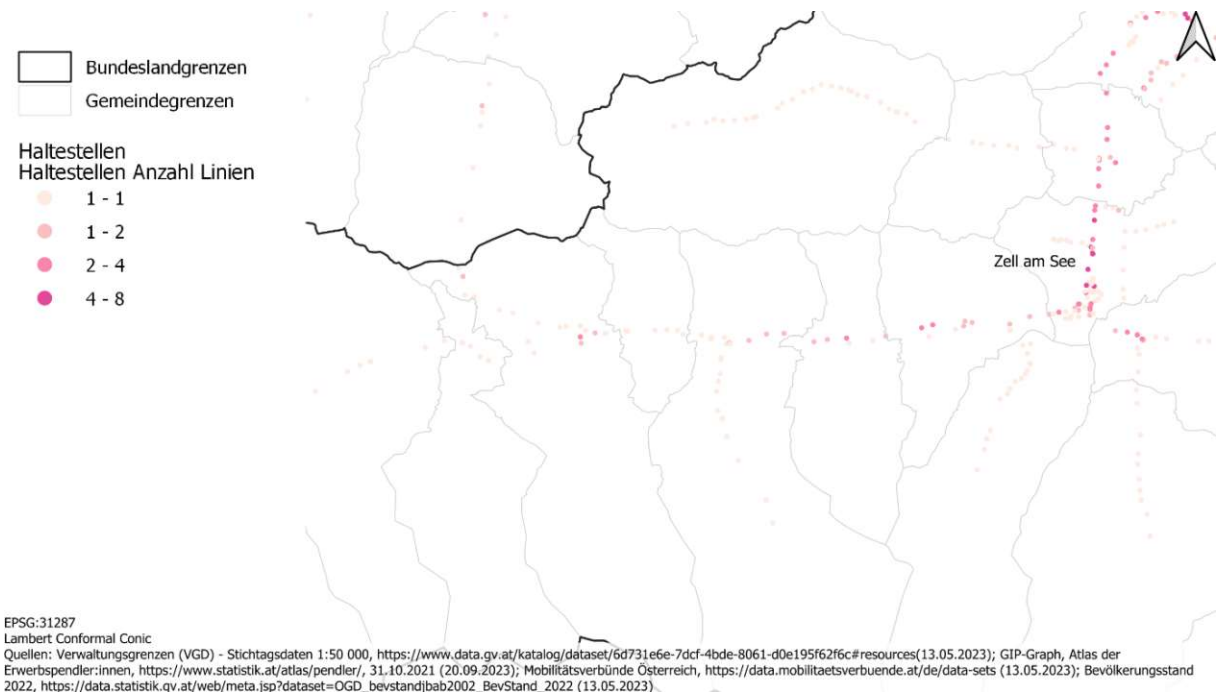 Bundeslandgrenzen
Gemeindegrenzen
Haltestellen
Haltestellen Anzahl Linien
1 - 1
1 - 2
2 - 4
4 - 8
Zell am See
EPSG:31287
Lambert Conformal Conic
Quellen: Verwaltungsgrenzen (VGD) - Stichtagsdaten 1:50 000, https://www.data.gv.at/katalog/dataset/6d731e6e-7dcf-4bde-8061-d0e195f62f6c#resources(13.05.2023); GIP-Graph, Atlas der
Erwerbspendler:innen, https://www.statistik.at/atlas/pendler/, 31.10.2021 (20.09.2023); Mobilitätsverbünde Österreich, https://data.mobilitaetsverbuende.at/de/data-sets (13.05.2023); Bevölkerungsstand
2022, https://data.statistik.gv.at/web/meta.jsp?dataset=OGD_bevstandjbab2002_BevStand_2022 (13.05.2023)